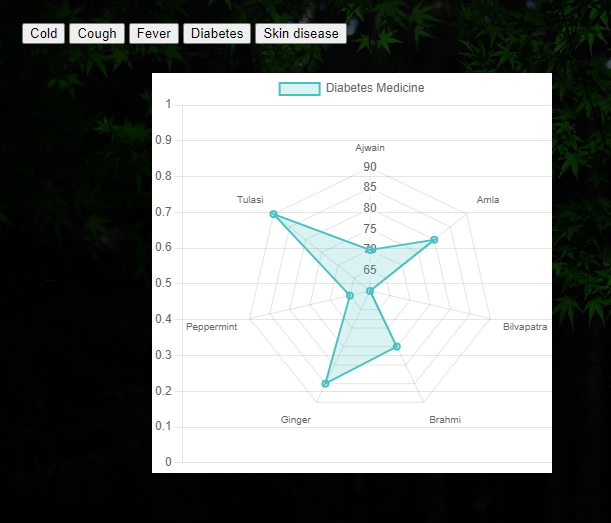 Cold Cough Fever Diabetes Skin disease
Diabetes Medicine
1
0.9
0.8
0.7
0.6
0.5
0.4
0.3
0.2
0.1
0
Ajwain
90
85
80
75
70
65
Tulasi
Amla
Peppermint
Bilvapatra
Ginger
Brahmi